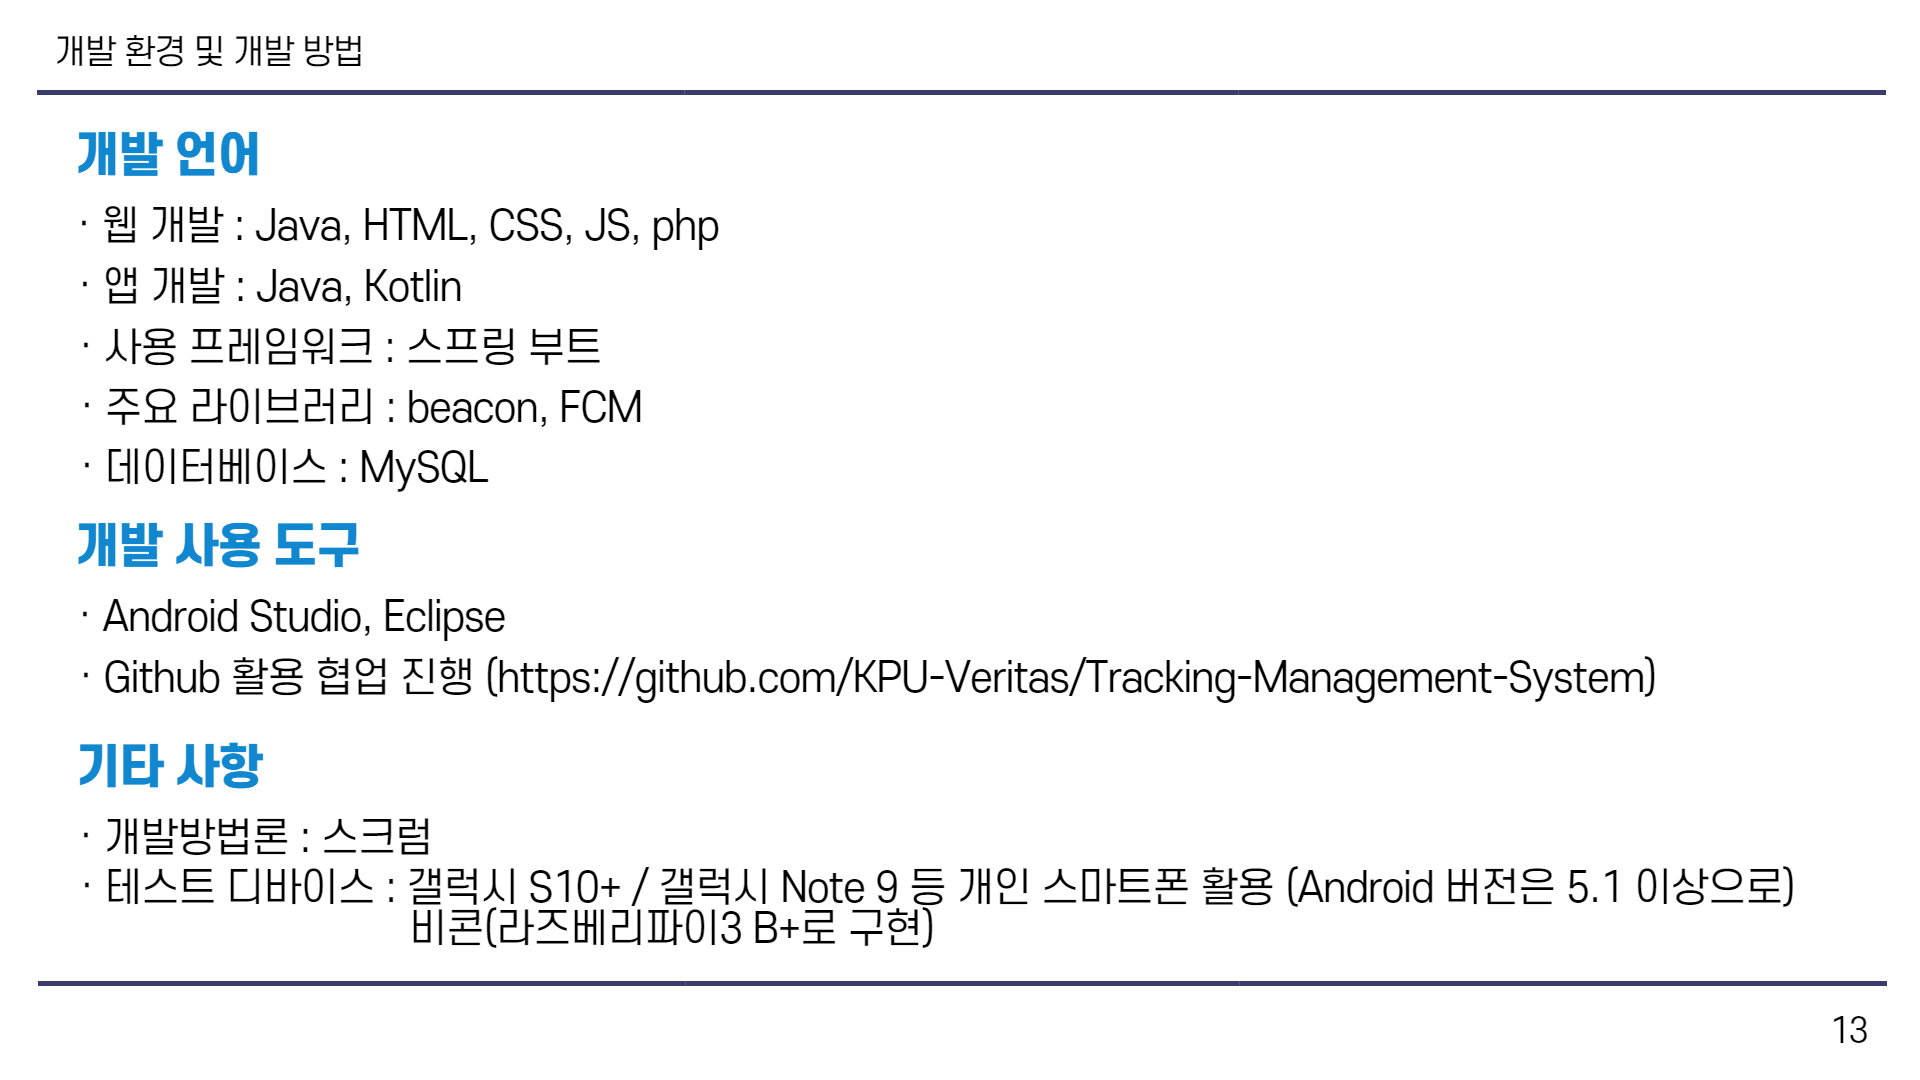 개발 환경 및 개발 방법
개발 언어
· 웹 개발 : Java, HTML, CSS, JS, php
· 앱 개발 : Java, Kotlin
· 사용 프레임워크 : 스프링 부트
· 주요 라이브러리 : beacon, FCM
· 데이터베이스 : MySQL
개발 사용 도구
· Android Studio, Eclipse
· Github 활용 협업 진행 (https://github.com/KPU-Veritas/Tracking-Management-System)
기타 사항
· 개발방법론 : 스크럼
· 테스트 디바이스 : 갤럭시 S10+ / 갤럭시 Note 9 등 개인 스마트폰 활용 (Android 버전은 5.1 이상으로)
비콘(라즈베리파이3 B+로 구현)
13